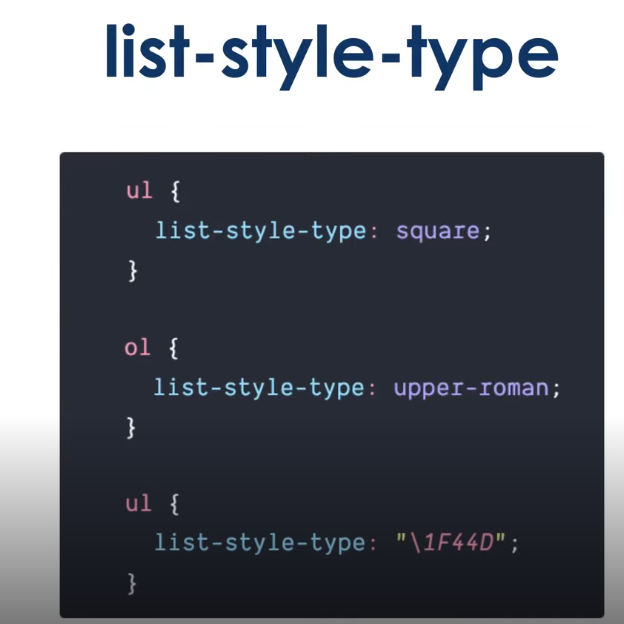 list-style-type
ul {
list-style-type: square;
}
ol {
list-style-type: upper-roman;
}
ul {
list-style-type: "\1F44D";
}